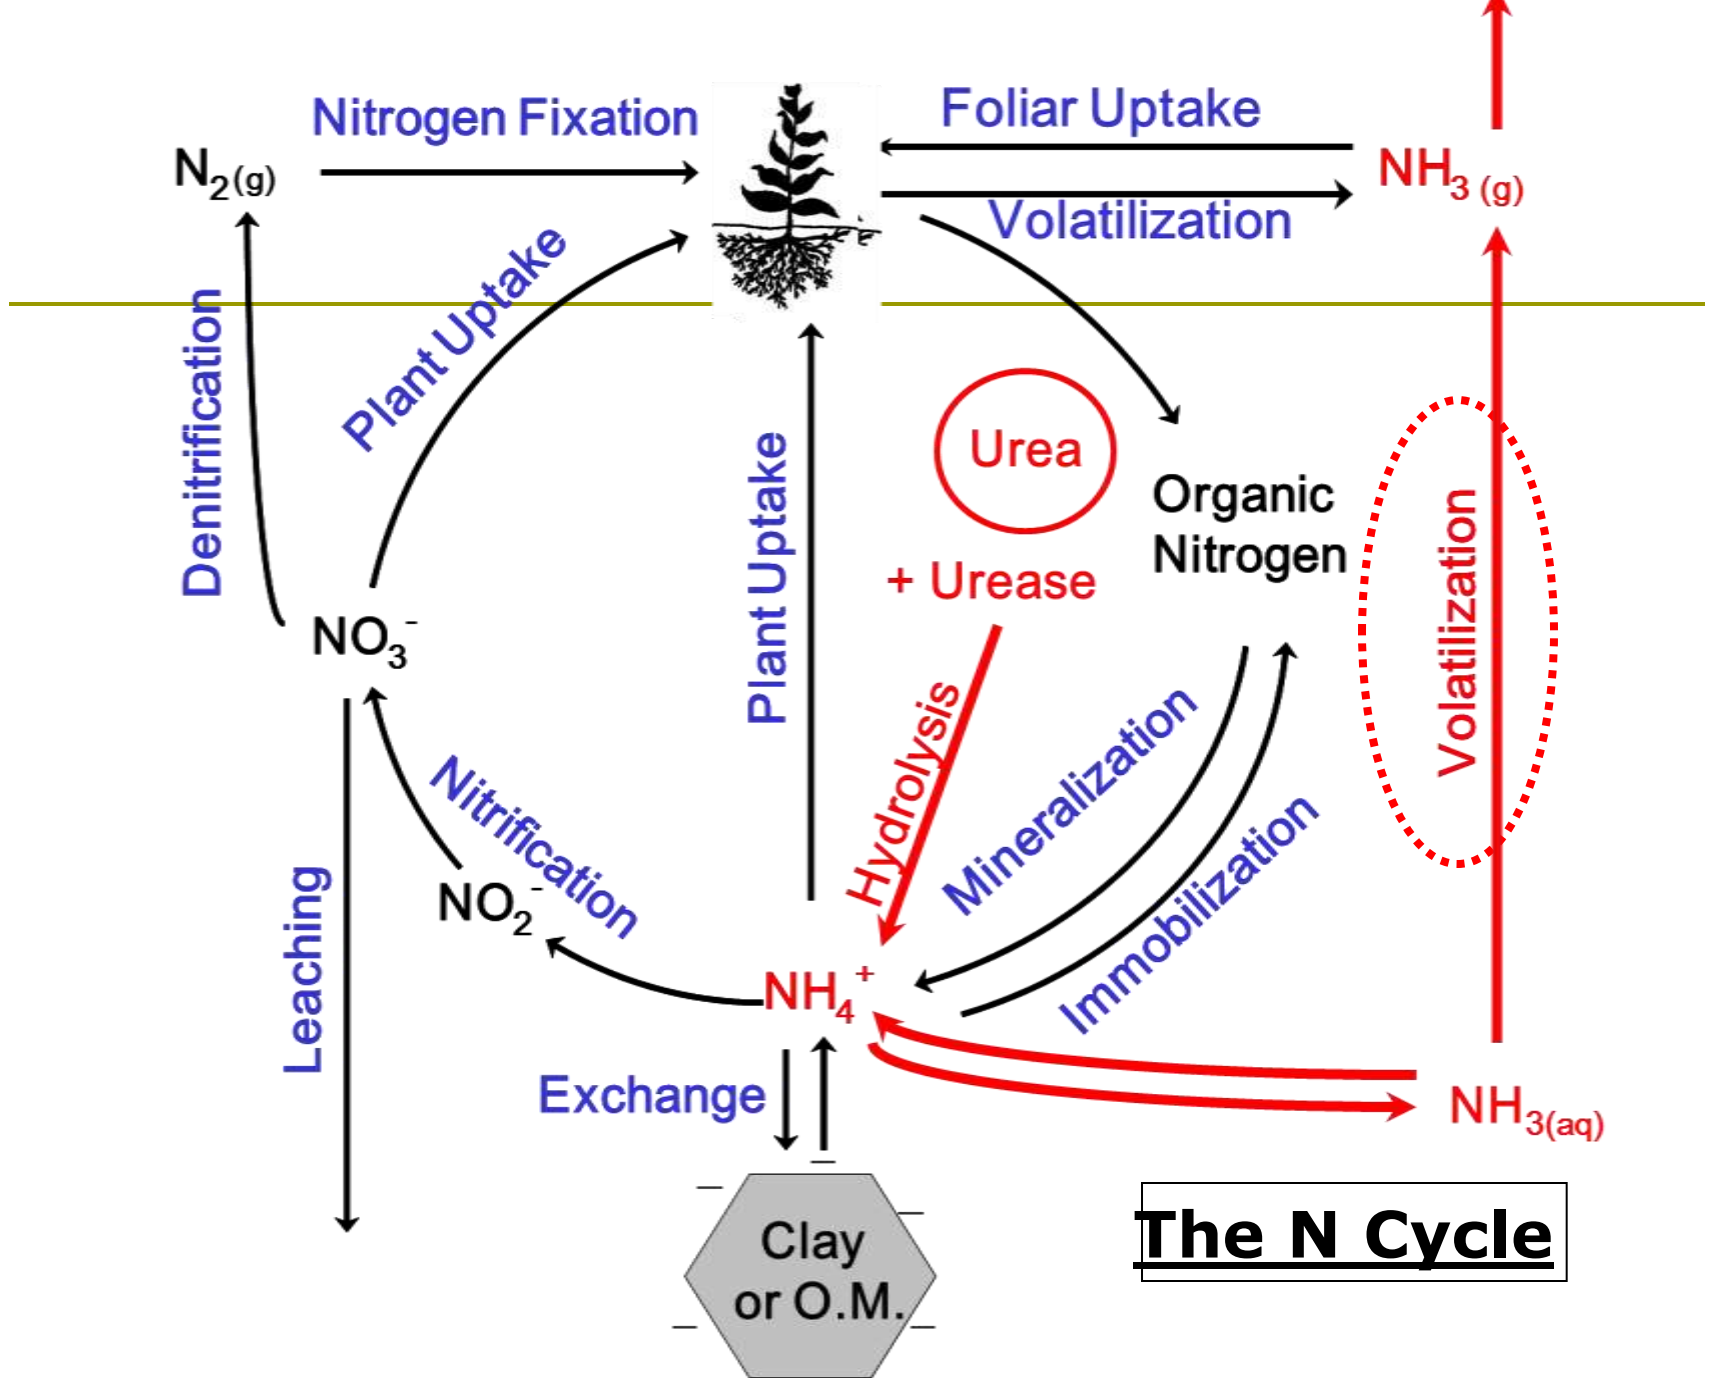 Nitrogen Fixation
Foliar Uptake
N2(g)
NH3 (g)
Volatilization
Plant Uptake
Denitrification
Urea
Plant Uptake
Organic
Nitrogen
Volatilization
+ Urease
NO3-
Hydrolysis
Mineralization
Nitrification
Immobilization
NO2-
Leaching
NH4+
Exchange
NH3(aq)
Clay
or O.M.
The N Cycle